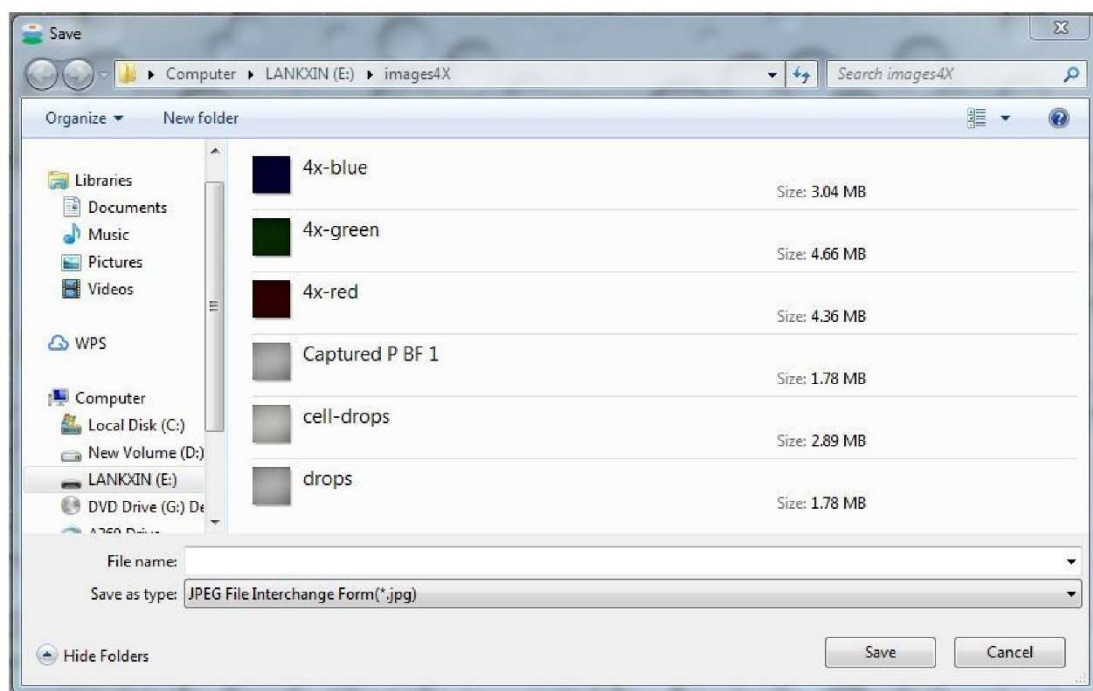 Save
Computer ▸ LANKXIN (E:) ▸ images4X
Search images4X
Organize
New folder
Libraries
Documents
Music
Pictures
Videos
WPS
Computer
Local Disk (C:)
New Volume (D:)
LANKXIN (E:)
DVD Drive (G:) De
4x-blue
Size: 3.04 MB
4x-green
Size: 4.66 MB
4x-red
Size: 4.36 MB
Captured P BF 1
Size: 1.78 MB
cell-drops
Size: 2.89 MB
drops
Size: 1.78 MB
File name:
Save as type: JPEG File Interchange Form(*.jpg)
Hide Folders
Save
Cancel